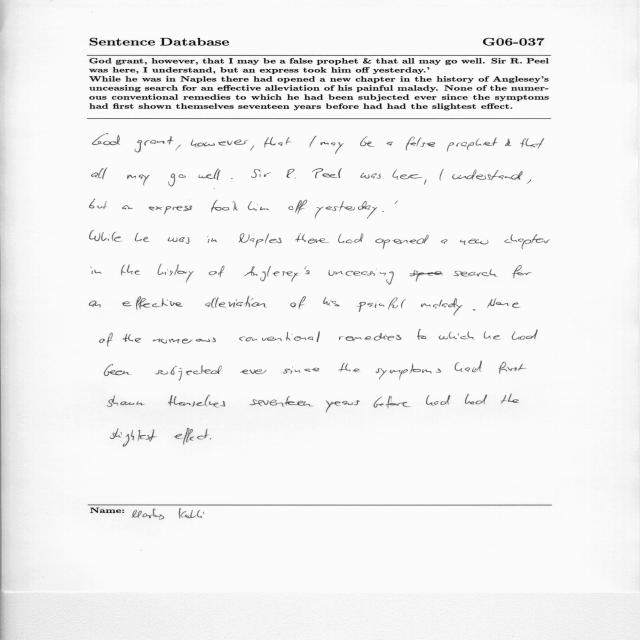 Sentence Database G06-037
God grant, however, that I may be a false prophet & that all may go well. Sir R. Peel
was here, I understand, but an express took him off yesterday.'
While he was in Naples there had opened a new chapter in the history of Anglesey's
unceasing search for an effective alleviation of his painful malady. None of the numer-
ous conventional remedies to which he had been subjected ever since the symptoms
had first shown themselves seventeen years before had had the slightest effect.
God grant, however, that I may be a false prophet & that
all may go well. Sir R. Peel was here, I understand,
but an express took him off yesterday.'
While he was in Naples there had opened a new chapter
in the history of Anglesey's unceasing search for
an effective alleviation of his painful malady. None
of the numerous conventional remedies to which he had
been subjected ever since the symptoms had first
shown themselves seventeen years before had had the
slightest effect.
Name: